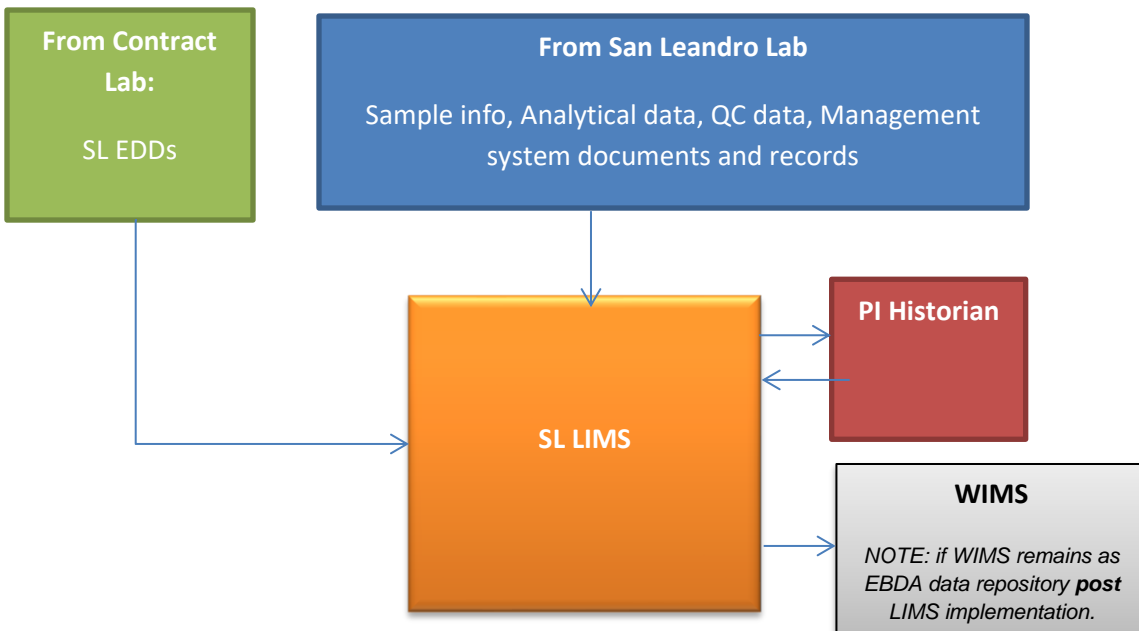 From Contract
Lab:
SL EDDs
From San Leandro Lab
Sample info, Analytical data, QC data, Management
system documents and records
PI Historian
SL LIMS
WIMS
NOTE: if WIMS remains as
EBDA data repository post
LIMS implementation.